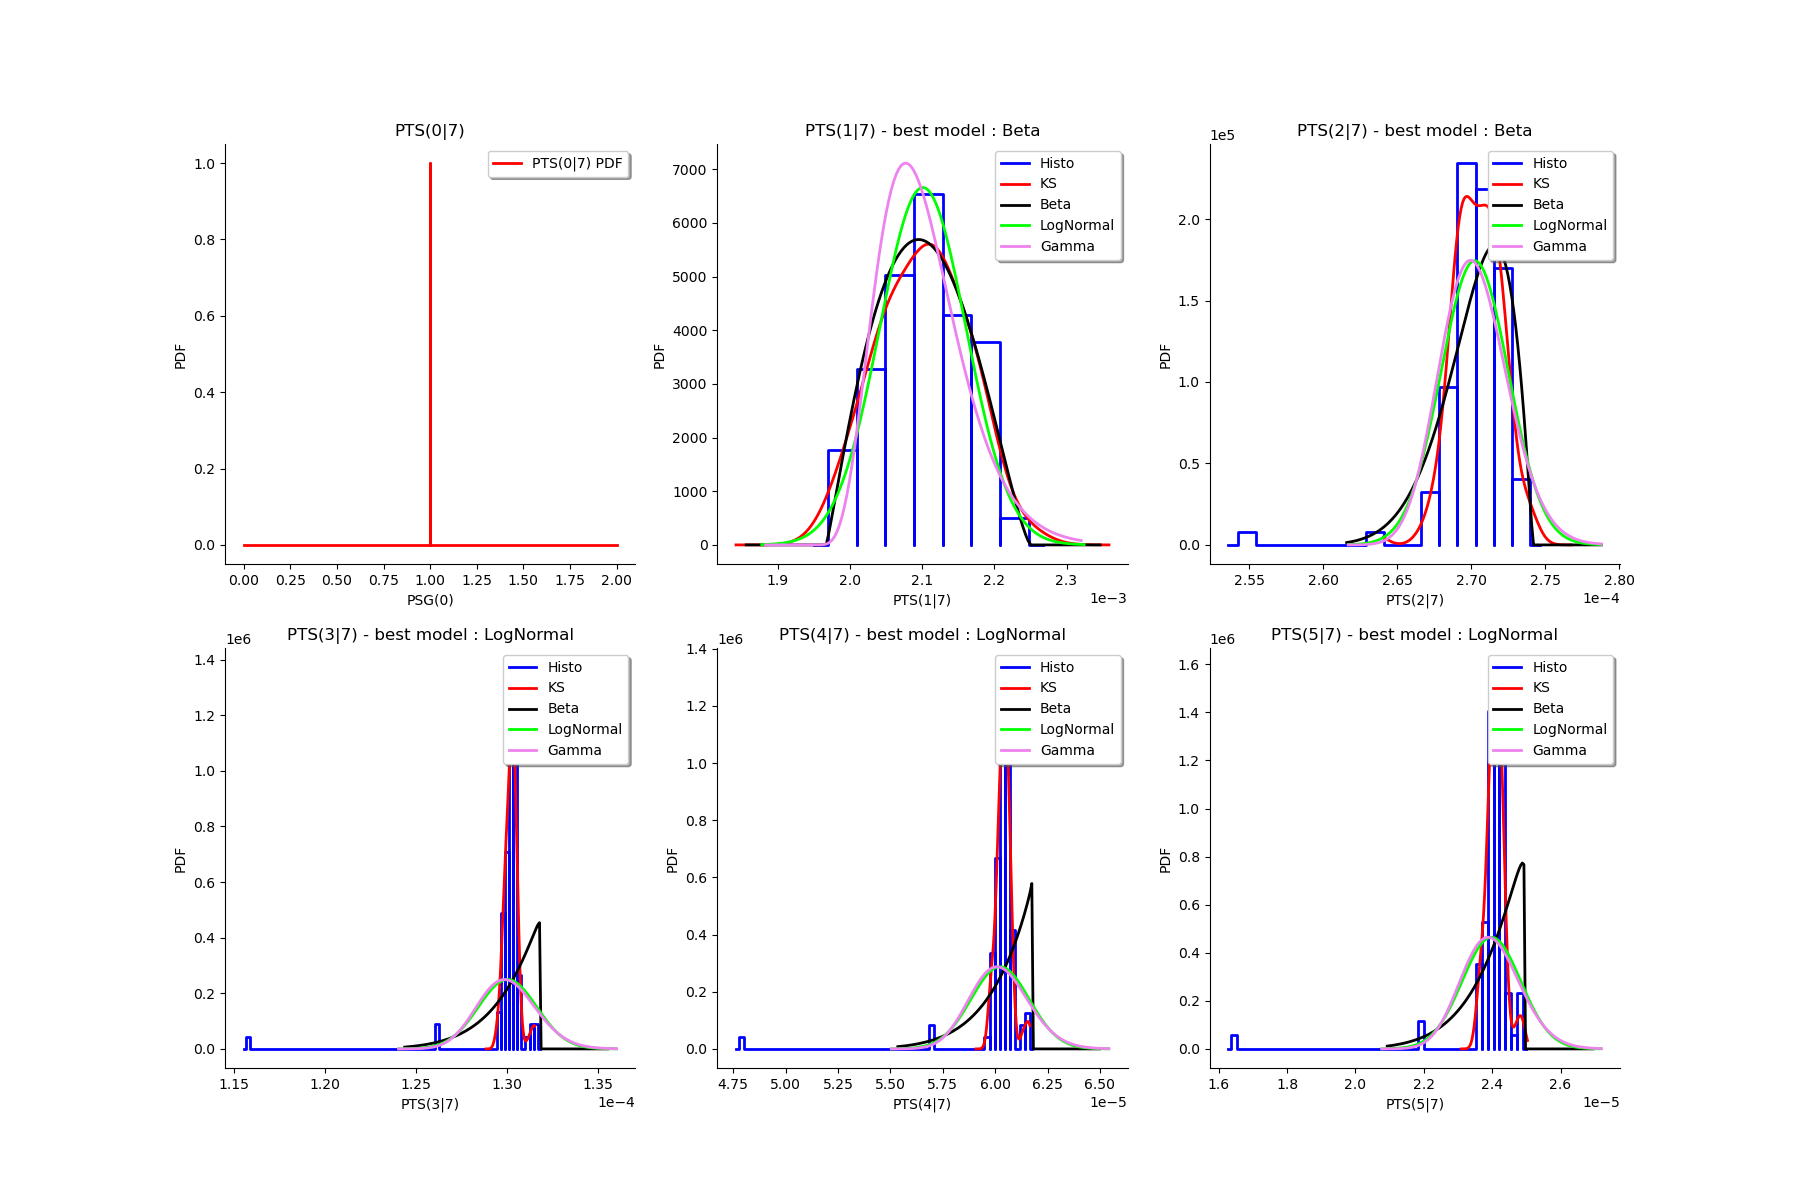 PTS(0|7)
PTS(0|7) PDF
1.0
0.8
0.6
0.4
0.2
0.0
PDF
0.00 0.25 0.50 0.75 1.00 1.25 1.50 1.75 2.00
PSG(0)
PTS(1|7) - best model : Beta
Histo
KS
Beta
LogNormal
Gamma
7000
6000
5000
4000
3000
2000
1000
0
PDF
1.9 2.0 2.1 2.2 2.3
PTS(1|7)
1e−3
PTS(2|7) - best model : Beta
1e5
Histo
KS
Beta
LogNormal
Gamma
2.0
1.5
1.0
0.5
0.0
PDF
2.55 2.60 2.65 2.70 2.75 2.80
PTS(2|7)
1e−4
PTS(3|7) - best model : LogNormal
1e6
Histo
KS
Beta
LogNormal
Gamma
1.4
1.2
1.0
0.8
0.6
0.4
0.2
0.0
PDF
1.15 1.20 1.25 1.30 1.35
PTS(3|7)
1e−4
PTS(4|7) - best model : LogNormal
1e6
Histo
KS
Beta
LogNormal
Gamma
1.4
1.2
1.0
0.8
0.6
0.4
0.2
0.0
PDF
4.75 5.00 5.25 5.50 5.75 6.00 6.25 6.50
PTS(4|7)
1e−5
PTS(5|7) - best model : LogNormal
1e6
Histo
KS
Beta
LogNormal
Gamma
1.6
1.4
1.2
1.0
0.8
0.6
0.4
0.2
0.0
PDF
1.6 1.8 2.0 2.2 2.4 2.6
PTS(5|7)
1e−5